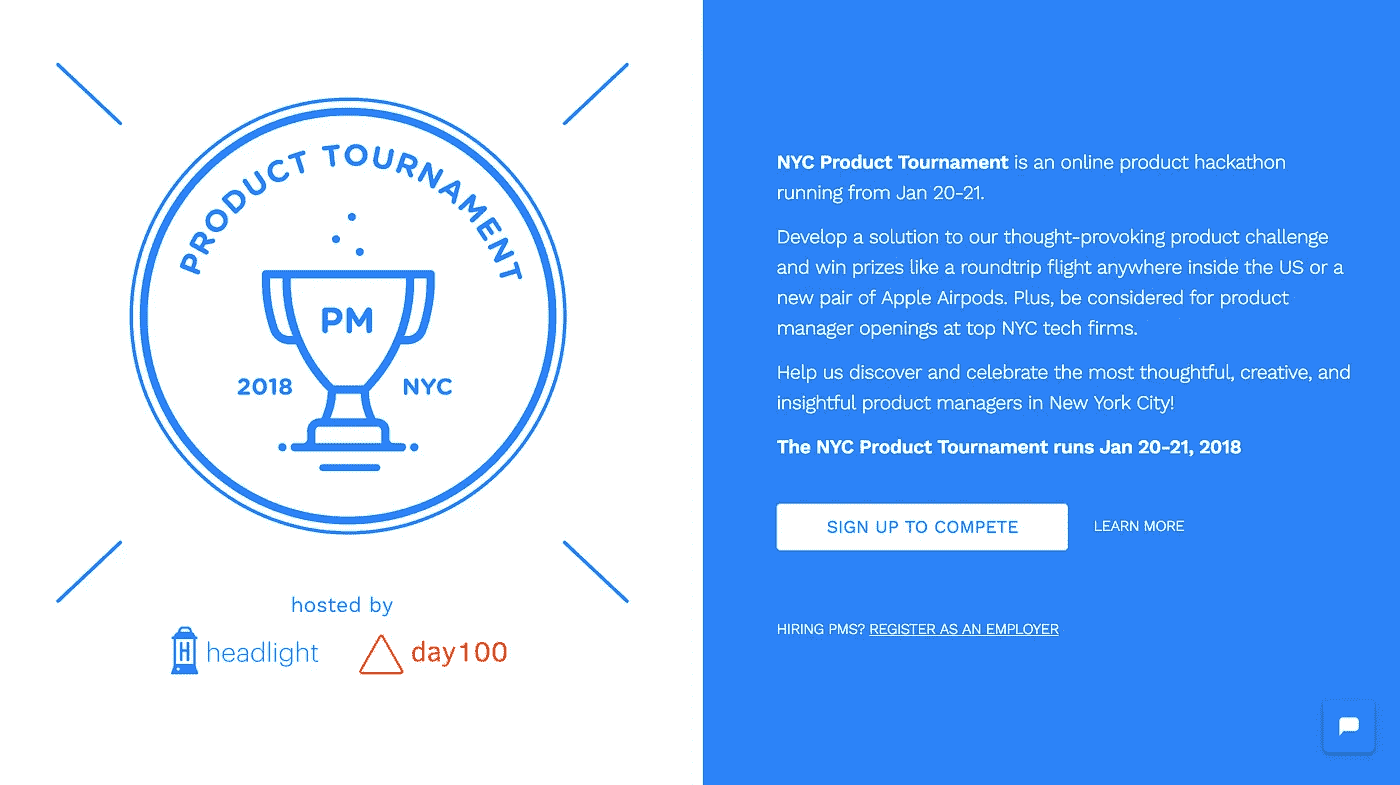 PRODUCT TOURNAMENT
PM
2018 NYC
hosted by
H headlight day100
NYC Product Tournament is an online product hackathon
running from Jan 20-21.
Develop a solution to our thought-provoking product challenge
and win prizes like a roundtrip flight anywhere inside the US or a
new pair of Apple Airpods. Plus, be considered for product
manager openings at top NYC tech firms.
Help us discover and celebrate the most thoughtful, creative, and
insightful product managers in New York City!
The NYC Product Tournament runs Jan 20-21, 2018
SIGN UP TO COMPETE LEARN MORE
HIRING PMS? REGISTER AS AN EMPLOYER